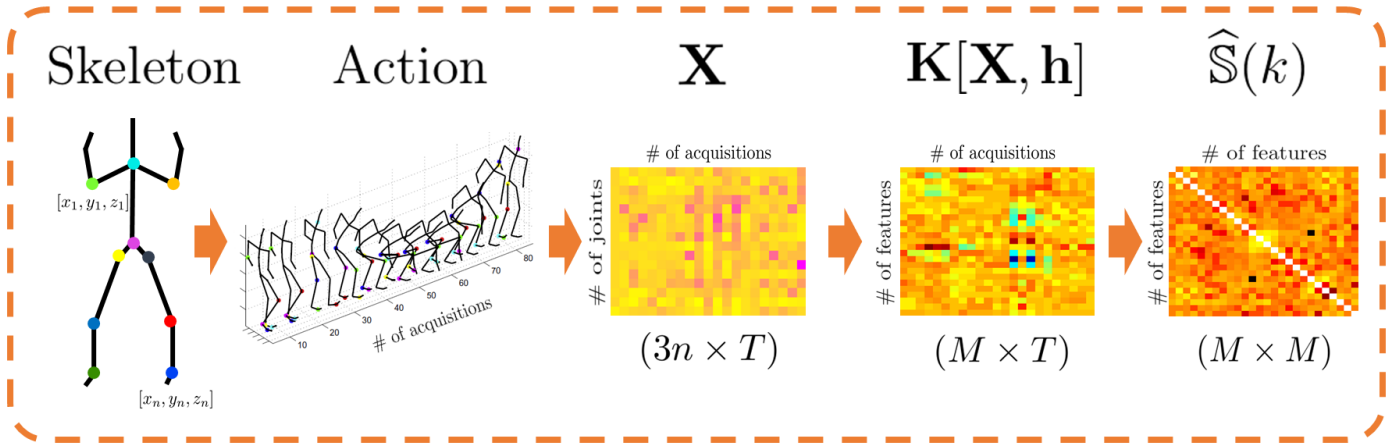 Skeleton
Action
X
K[X, h]
𝕊̂(k)
[x₁, y₁, z₁]
[xₙ, yₙ, zₙ]
10
20
30
40
50
60
70
80
# of acquisitions
# of acquisitions
# of joints
(3n × T)
# of acquisitions
# of features
(M × T)
# of features
# of features
(M × M)